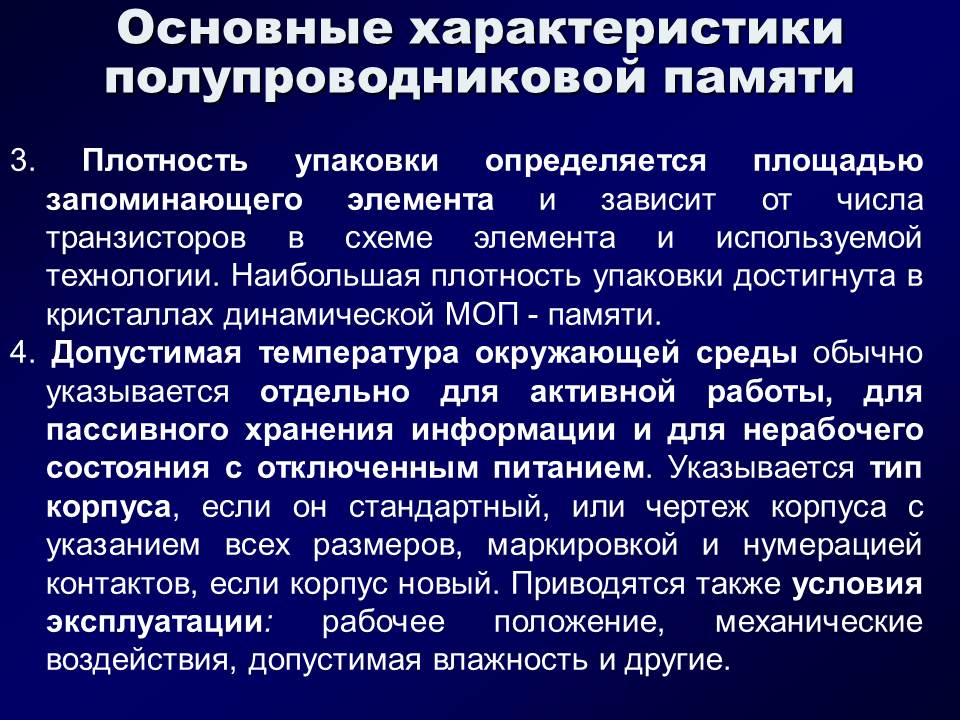 Основные характеристики
полупроводниковой памяти
3. Плотность упаковки определяется площадью
запоминающего элемента и зависит от числа
транзисторов в схеме элемента и используемой
технологии. Наибольшая плотность упаковки достигнута в
кристаллах динамической МОП - памяти.
4. Допустимая температура окружающей среды обычно
указывается отдельно для активной работы, для
пассивного хранения информации и для нерабочего
состояния с отключенным питанием. Указывается тип
корпуса, если он стандартный, или чертеж корпуса с
указанием всех размеров, маркировкой и нумерацией
контактов, если корпус новый. Приводятся также условия
эксплуатации: рабочее положение, механические
воздействия, допустимая влажность и другие.